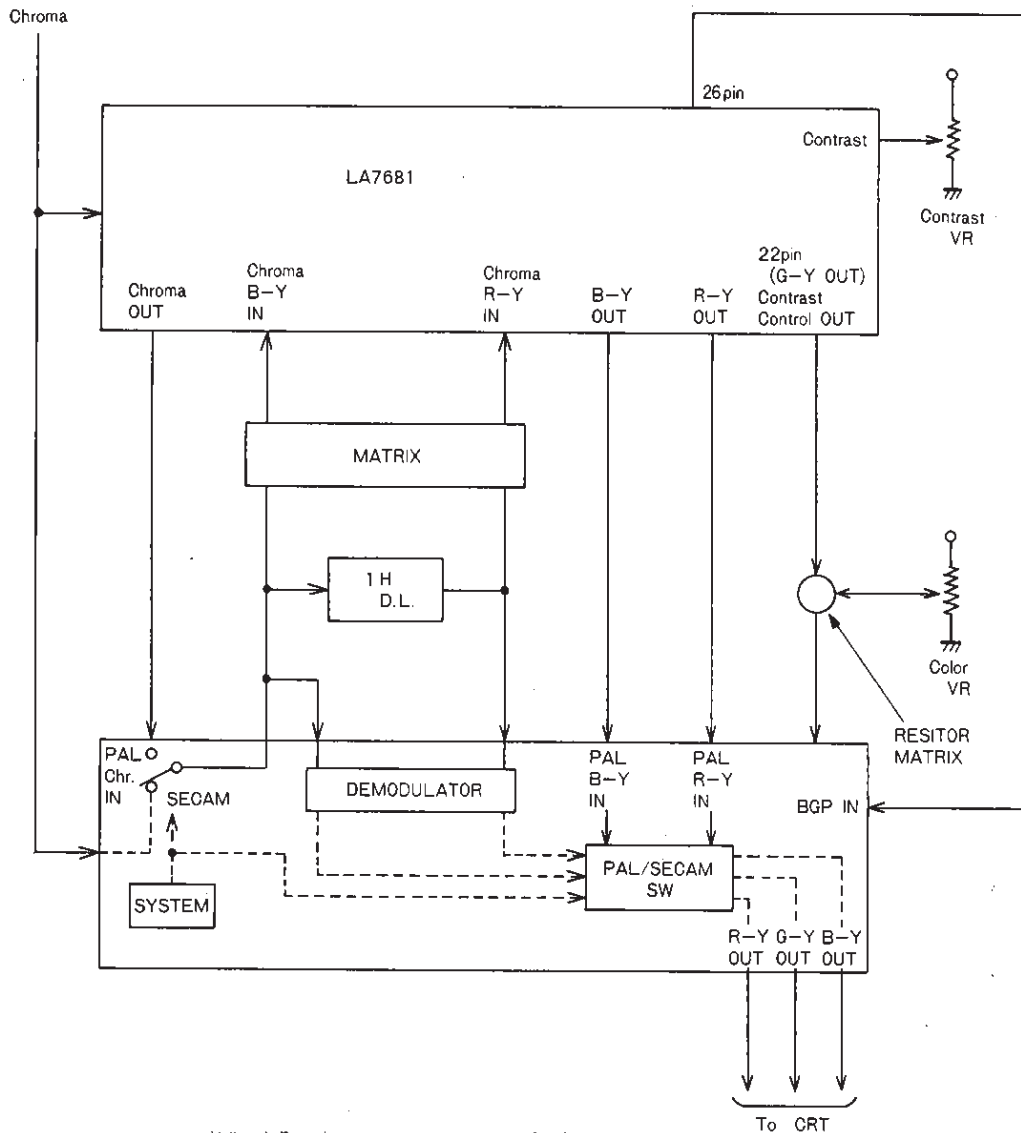 Chroma
26pin
Contrast
LA7681
Contrast
VR
22pin
(G-Y OUT)
Contrast
Control OUT
Chroma
OUT
Chroma
B-Y
IN
Chroma
R-Y
IN
B-Y
OUT
R-Y
OUT
MATRIX
1H
D.L.
Color
VR
RESITOR
MATRIX
PAL
Chr.
IN
SECAM
DEMODULATOR
PAL
B-Y
IN
PAL
R-Y
IN
BGP IN
SYSTEM
PAL/SECAM
SW
R-Y
OUT
G-Y
OUT
B-Y
OUT
To CRT